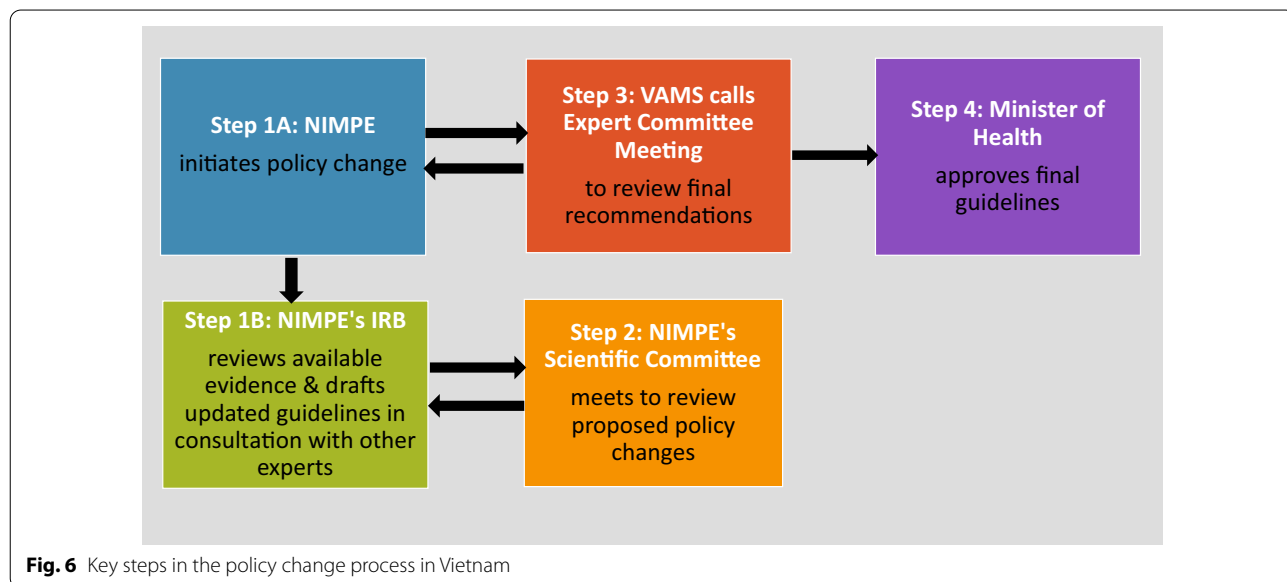 Step 1A: NIMPE
initiates policy change
Step 3: VAMS calls
Expert Committee
Meeting
to review final
recommendations
Step 4: Minister of
Health
approves final
guidelines
Step 1B: NIMPE's IRB
reviews available
evidence & drafts
updated guidelines in
consultation with other
experts
Step 2: NIMPE's
Scientific Committee
meets to review
proposed policy
changes
Fig. 6 Key steps in the policy change process in Vietnam